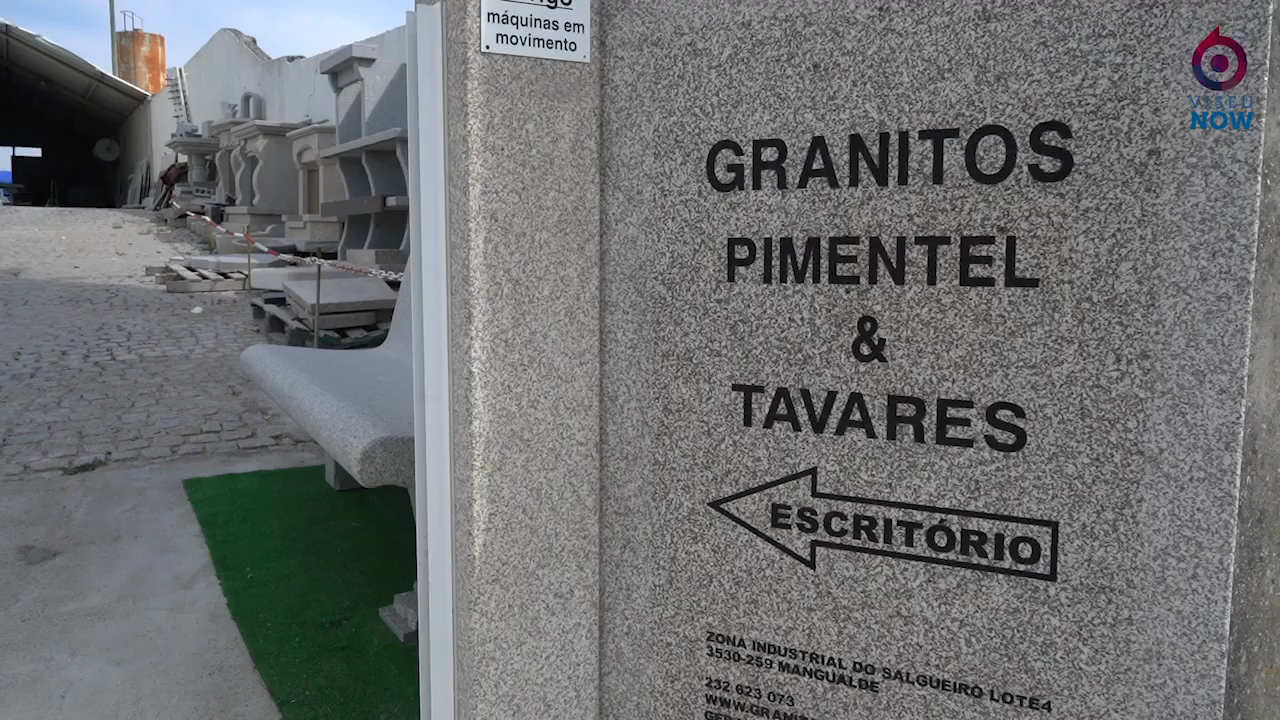 máquinas em
movimento
VISEU
NOW
GRANITOS
PIMENTEL
&
TAVARES
ESCRITÓRIO
ZONA INDUSTRIAL DO SALGUEIRO LOTE4
3530-259 MANGUALDE
232 623 073